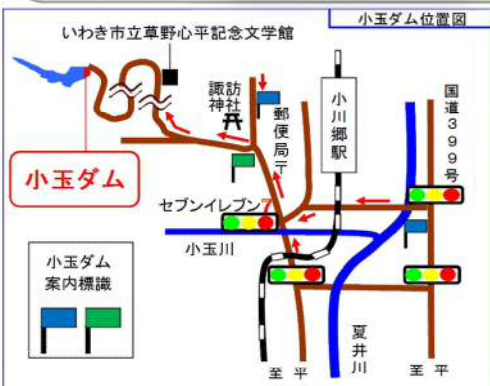 小玉ダム位置図
いわき市立草野心平記念文学館
諏訪
神社
郵便局〒
小川郷駅
国道399号
小玉ダム
セブンイレブン7
小玉川
小玉ダム
案内標識
夏井川
至 平
至 平